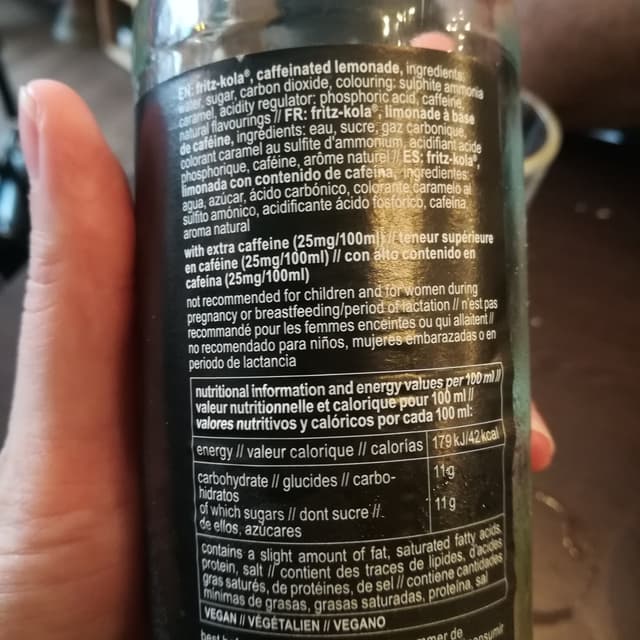 EN: fritz-kola®, caffeinated lemonade, ingredients:
water, sugar, carbon dioxide, colouring: sulphite ammonia
caramel, acidity regulator: phosphoric acid, caffeine,
natural flavourings // FR: fritz-kola®, limonade à base
de caféine, ingrédients: eau, sucre, gaz carbonique,
colorant caramel au sulfite d'ammonium, acidifiant acide
phosphorique, caféine, arôme naturel // ES: fritz-kola®,
limonada con contenido de cafeína, ingredientes:
agua, azúcar, ácido carbónico, colorante caramelo al
sulfito amónico, acidificante ácido fosfórico, cafeína,
aroma natural
with extra caffeine (25mg/100ml) // teneur supérieure
en caféine (25mg/100ml) // con alto contenido en
cafeína (25mg/100ml)
not recommended for children and for women during
pregnancy or breastfeeding/period of lactation // n'est pas
recommandé pour les femmes enceintes ou qui allaitent //
no recomendado para niños, mujeres embarazadas o en
periodo de lactancia
nutritional information and energy values per 100 ml //
valeur nutritionnelle et calorique pour 100 ml //
valores nutritivos y calóricos por cada 100 ml:
energy // valeur calorique // calorías 179 kJ/42 kcal
carbohydrate // glucides // carbo- 11 g
hidratos
of which sugars // dont sucre // 11 g
de ellos, azúcares
contains a slight amount of fat, saturated fatty acids,
protein, salt // contient des traces de lipides, d'acides
gras saturés, de protéines, de sel // contiene cantidades
mínimas de grasas, grasas saturadas, proteína, sal
VEGAN // VÉGÉTALIEN // VEGANO
best